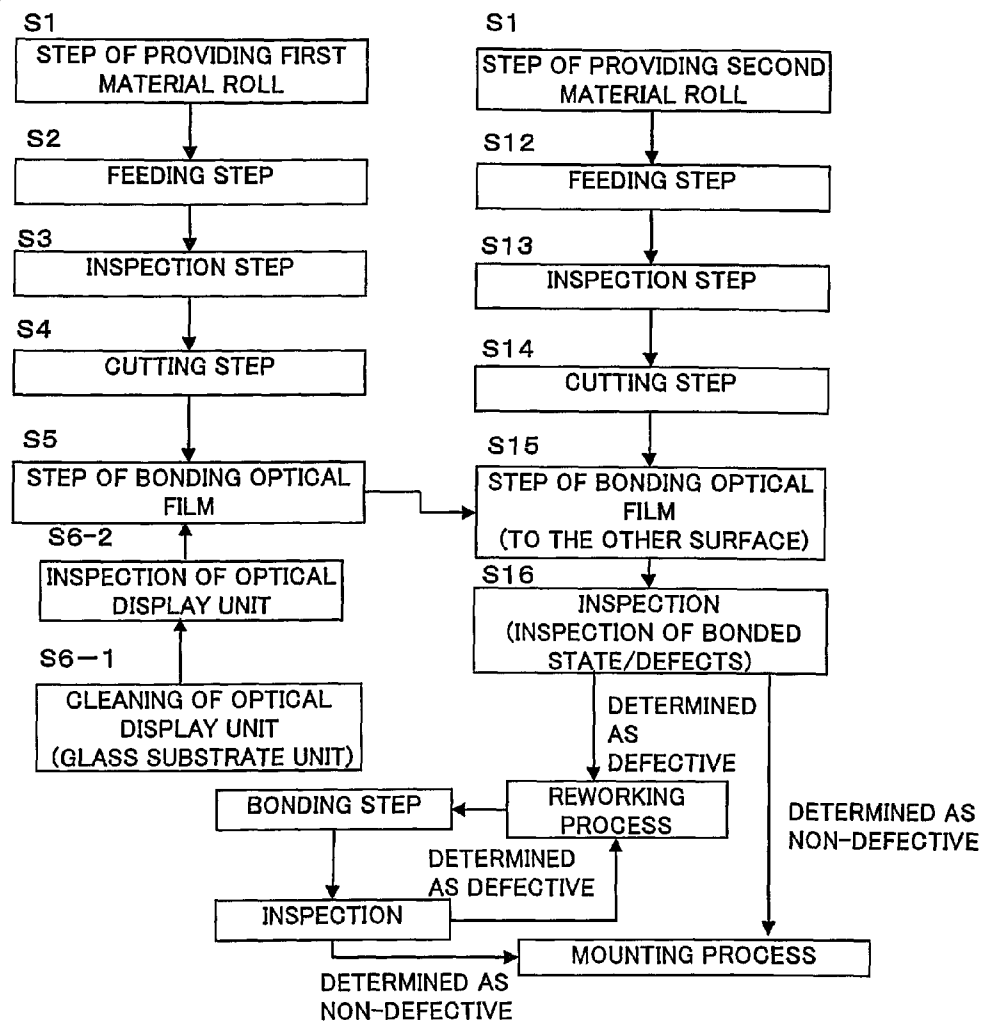 S1
STEP OF PROVIDING FIRST
MATERIAL ROLL
S2
FEEDING STEP
S3
INSPECTION STEP
S4
CUTTING STEP
S5
STEP OF BONDING OPTICAL
FILM
S6-2
INSPECTION OF OPTICAL
DISPLAY UNIT
S6-1
CLEANING OF OPTICAL
DISPLAY UNIT
(GLASS SUBSTRATE UNIT)
S1
STEP OF PROVIDING SECOND
MATERIAL ROLL
S12
FEEDING STEP
S13
INSPECTION STEP
S14
CUTTING STEP
S15
STEP OF BONDING OPTICAL
FILM
(TO THE OTHER SURFACE)
S16
INSPECTION
(INSPECTION OF BONDED
STATE/DEFECTS)
DETERMINED
AS
DEFECTIVE
DETERMINED AS
NON-DEFECTIVE
REWORKING
PROCESS
BONDING STEP
DETERMINED
AS DEFECTIVE
INSPECTION
DETERMINED AS
NON-DEFECTIVE
MOUNTING PROCESS